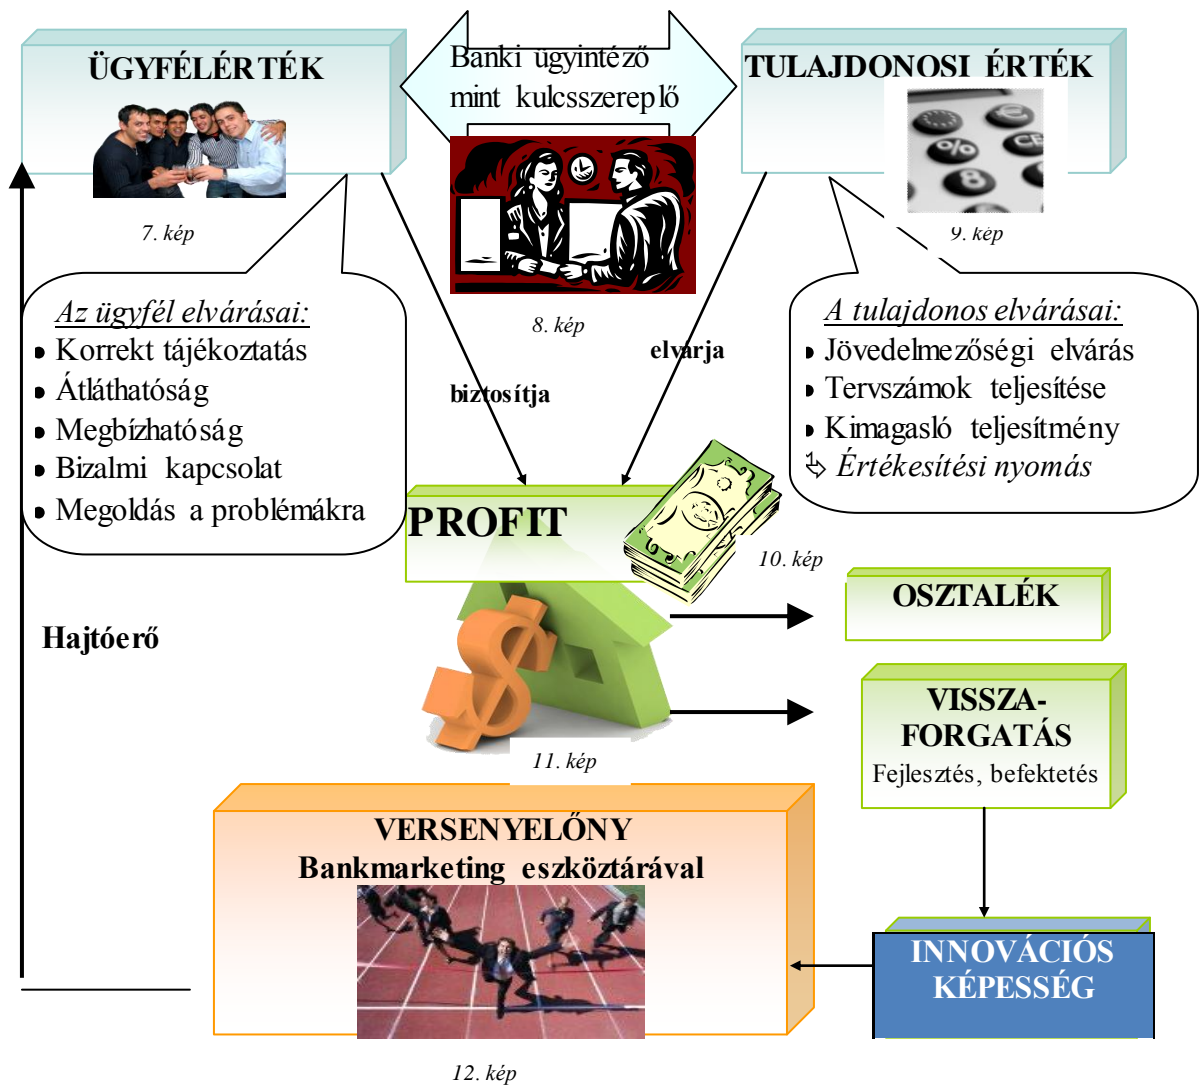 ÜGYFÉLÉRTÉK
Banki ügyintéző
mint kulcsszereplő
TULAJDONOSI ÉRTÉK
7. kép
8. kép
9. kép
Az ügyfél elvárásai:
Korrekt tájékoztatás
Átláthatóság
Megbízhatóság
Bizalmi kapcsolat
Megoldás a problémákra
biztosítja
elvárja
A tulajdonos elvárásai:
Jövedelmezőségi elvárás
Tervszámok teljesítése
Kimagasló teljesítmény
Értékesítési nyomás
PROFIT
10. kép
OSZTALÉK
Hajtóerő
11. kép
VISSZA-
FORGATÁS
Fejlesztés, befektetés
VERSENYELŐNY
Bankmarketing eszköztárával
INNOVÁCIÓS
KÉPESSÉG
12. kép